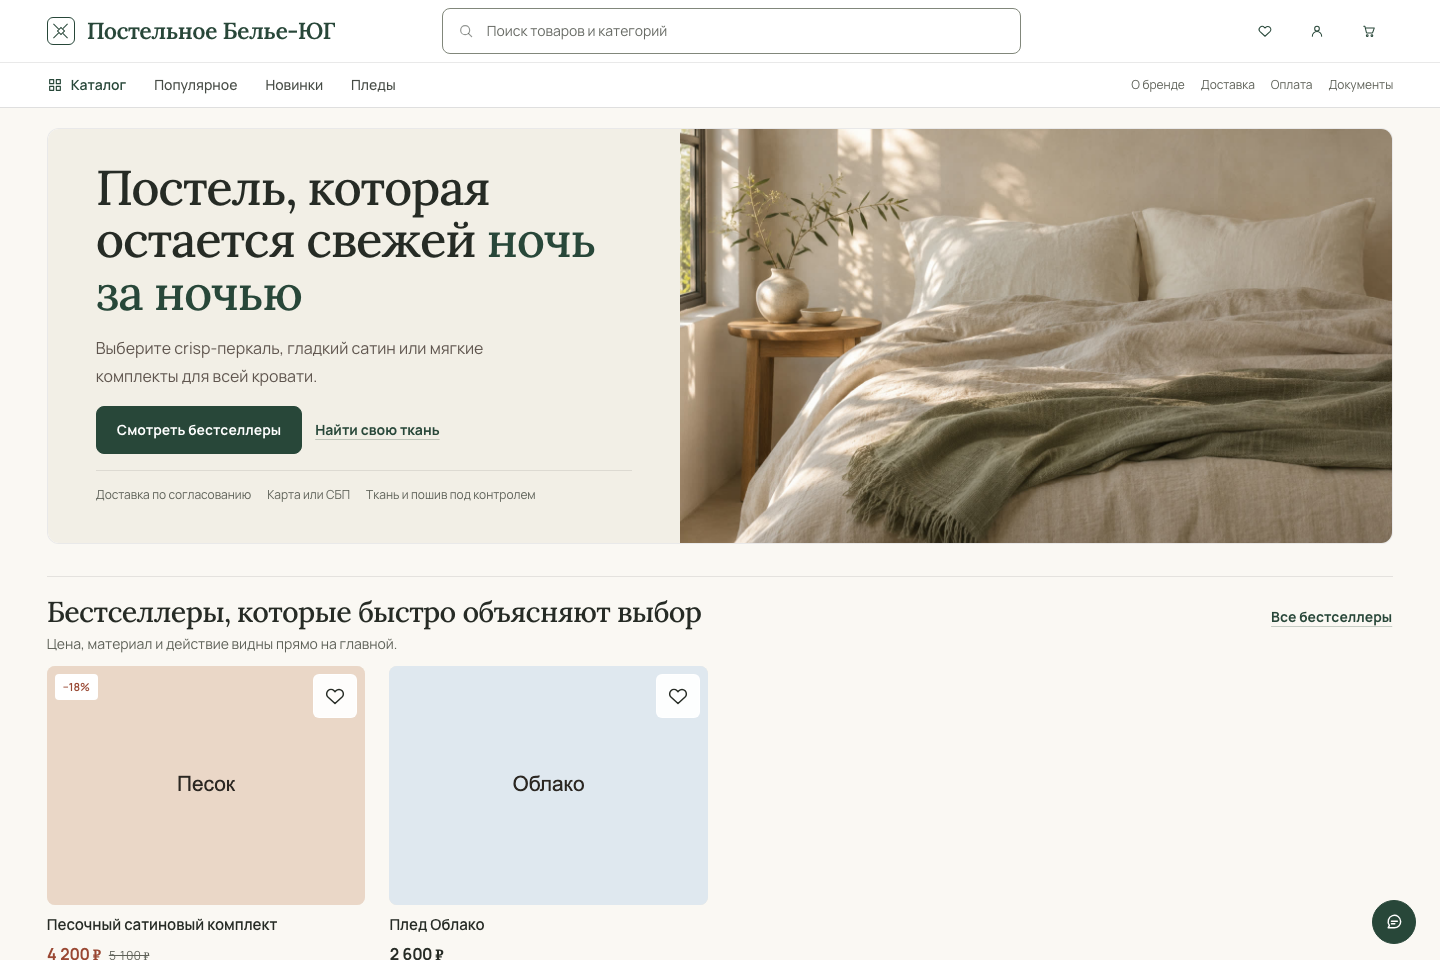 Постельное Белье-ЮГ
Поиск товаров и категорий
Каталог
Популярное
Новинки
Пледы
О бренде
Доставка
Оплата
Документы
Постель, которая
остается свежей ночь
за ночью
Выберите crisp-перкаль, гладкий сатин или мягкие
комплекты для всей кровати.
Смотреть бестселлеры
Найти свою ткань
Доставка по согласованию
Карта или СБП
Ткань и пошив под контролем
Бестселлеры, которые быстро объясняют выбор
Все бестселлеры
Цена, материал и действие видны прямо на главной.
−18%
Песок
Облако
Песочный сатиновый комплект
Плед Облако
4 200 ₽ 5 100 ₽
2 600 ₽